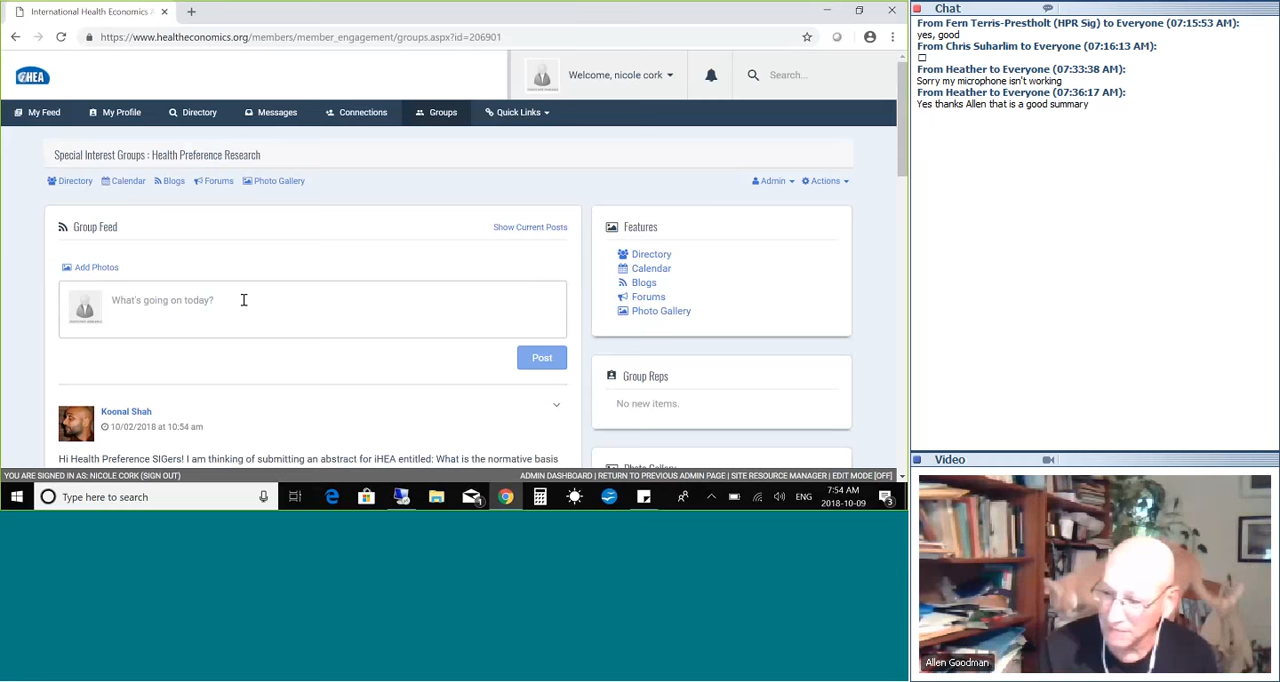 International Health Economics A
https://www.healtheconomics.org/members/member_engagement/groups.aspx?id=206901
iHEA
Welcome, nicole cork
Search...
My Feed
My Profile
Directory
Messages
Connections
Groups
Quick Links
Special Interest Groups : Health Preference Research
Directory
Calendar
Blogs
Forums
Photo Gallery
Admin
Actions
Group Feed
Show Current Posts
Add Photos
What's going on today?
Post
Koonal Shah
10/02/2018 at 10:54 am
Hi Health Preference SIGers! I am thinking of submitting an abstract for iHEA entitled: What is the normative basis
Features
Directory
Calendar
Blogs
Forums
Photo Gallery
Group Reps
No new items.
Photo Gallery
YOU ARE SIGNED IN AS: NICOLE CORK (SIGN OUT)
ADMIN DASHBOARD | RETURN TO PREVIOUS ADMIN PAGE | SITE RESOURCE MANAGER | EDIT MODE [OFF]
Type here to search
1
ENG
7:54 AM
2018-10-09
3
Chat
From Fern Terris-Prestholt (HPR Sig) to Everyone (07:15:53 AM):
yes, good
From Chris Suharlim to Everyone (07:16:13 AM):
From Heather to Everyone (07:33:38 AM):
Sorry my microphone isn't working
From Heather to Everyone (07:36:17 AM):
Yes thanks Allen that is a good summary
Video
Allen Goodman